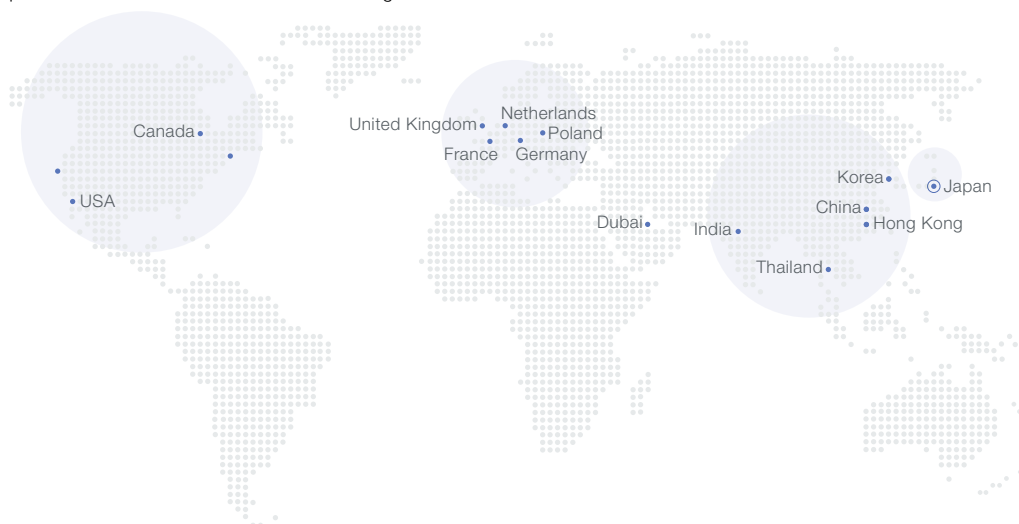 Netherlands
United Kingdom
Canada
Poland
France
Germany
Korea
Japan
USA
China
Dubai
India
Hong Kong
Thailand